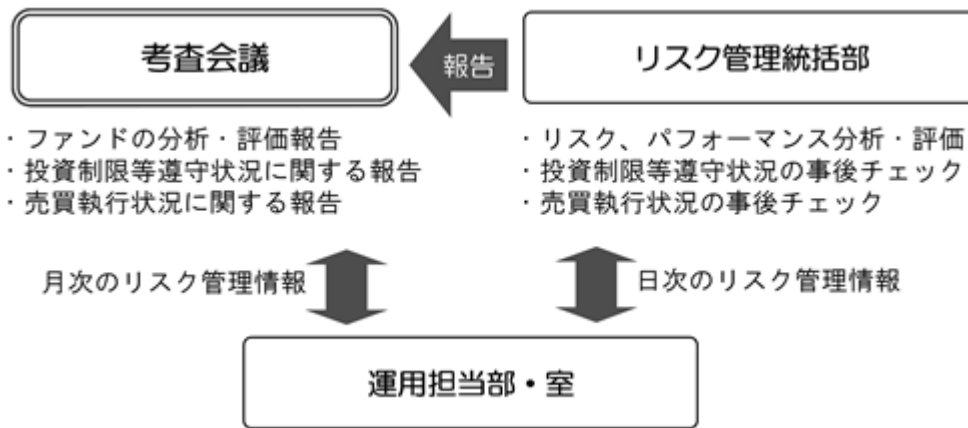 考査会議
報告
リスク管理統括部
・ファンドの分析・評価報告
・投資制限等遵守状況に関する報告
・売買執行状況に関する報告
・リスク、パフォーマンス分析・評価
・投資制限等遵守状況の事後チェック
・売買執行状況の事後チェック
月次のリスク管理情報
日次のリスク管理情報
運用担当部・室